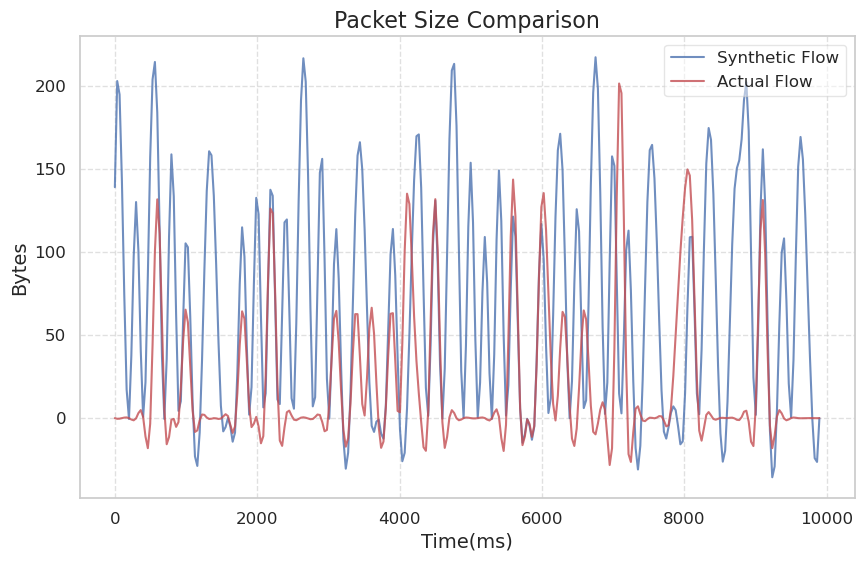 Packet Size Comparison
Synthetic Flow
Actual Flow
200
150
100
50
0
Bytes
0 2000 4000 6000 8000 10000
Time(ms)